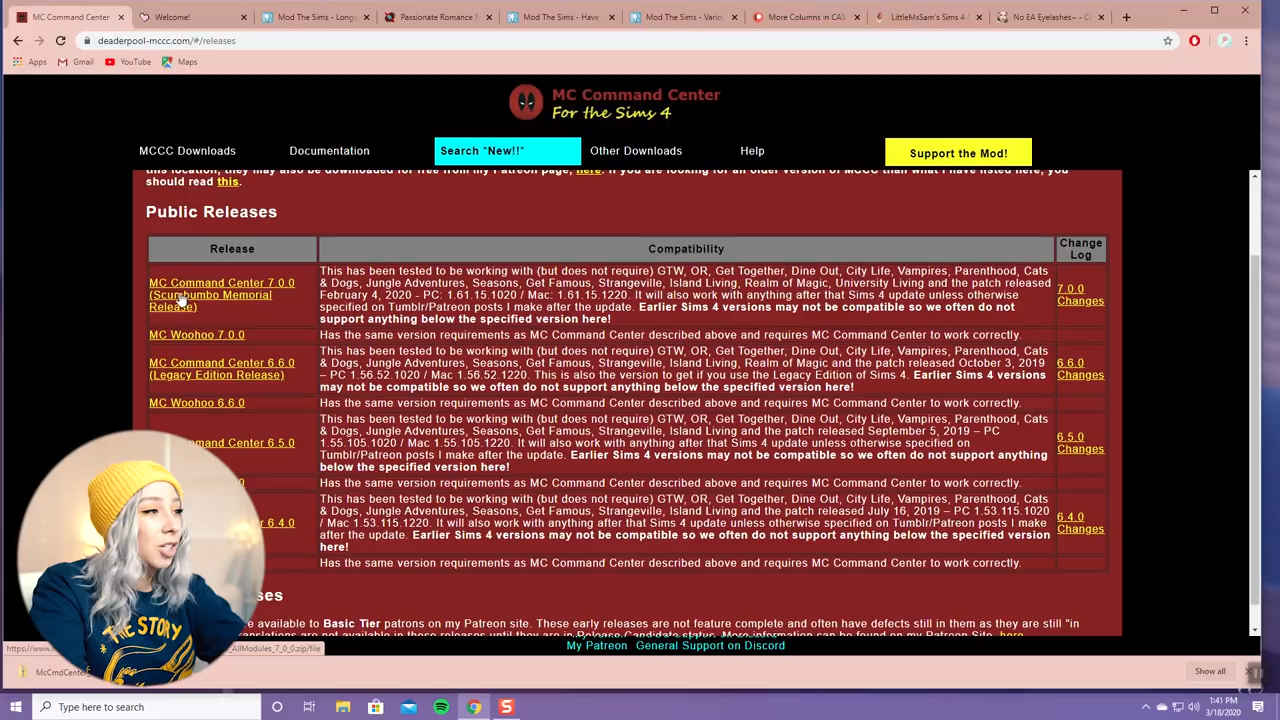 MC Command Center
Welcome!
Mod The Sims - Long
Passionate Romance M
Mod The Sims - Have
Mod The Sims - Vario
More Columns in CAS
LittleMsSam's Sims 4
No EA Eyelashes~ - C
deaderpool-mccc.com/#/releases
Apps
Gmail
YouTube
Maps
MC Command Center
For the Sims 4
MCCC Downloads
Documentation
Search *New!!*
Other Downloads
Help
Support the Mod!
this location, they may also be downloaded for free from my Patreon page, here. If you are looking for an older version of MCCC than what I have listed here, you
should read this.
Public Releases
Release
Compatibility
Change
Log
MC Command Center 7.0.0
(Scumbumbo Memorial
Release)
This has been tested to be working with (but does not require) GTW, OR, Get Together, Dine Out, City Life, Vampires, Parenthood, Cats
& Dogs, Jungle Adventures, Seasons, Get Famous, Strangeville, Island Living, Realm of Magic, University Living and the patch released
February 4, 2020 - PC: 1.61.15.1020 / Mac: 1.61.15.1220. It will also work with anything after that Sims 4 update unless otherwise
specified on Tumblr/Patreon posts I make after the update. Earlier Sims 4 versions may not be compatible so we often do not
support anything below the specified version here!
7.0.0
Changes
MC Woohoo 7.0.0
Has the same version requirements as MC Command Center described above and requires MC Command Center to work correctly.
MC Command Center 6.6.0
(Legacy Edition Release)
This has been tested to be working with (but does not require) GTW, OR, Get Together, Dine Out, City Life, Vampires, Parenthood, Cats
& Dogs, Jungle Adventures, Seasons, Get Famous, Strangeville, Island Living, Realm of Magic and the patch released October 3, 2019
– PC 1.56.52.1020 / Mac 1.56.52.1220. This is also the version to get if you use the Legacy Edition of Sims 4. Earlier Sims 4 versions
may not be compatible so we often do not support anything below the specified version here!
6.6.0
Changes
MC Woohoo 6.6.0
Has the same version requirements as MC Command Center described above and requires MC Command Center to work correctly.
ommand Center 6.5.0
This has been tested to be working with (but does not require) GTW, OR, Get Together, Dine Out, City Life, Vampires, Parenthood, Cats
& Dogs, Jungle Adventures, Seasons, Get Famous, Strangeville, Island Living and the patch released September 5, 2019 – PC
1.55.105.1020 / Mac 1.55.105.1220. It will also work with anything after that Sims 4 update unless otherwise specified on
Tumblr/Patreon posts I make after the update. Earlier Sims 4 versions may not be compatible so we often do not support anything
below the specified version here!
6.5.0
Changes
Has the same version requirements as MC Command Center described above and requires MC Command Center to work correctly.
r 6.4.0
This has been tested to be working with (but does not require) GTW, OR, Get Together, Dine Out, City Life, Vampires, Parenthood, Cats
& Dogs, Jungle Adventures, Seasons, Get Famous, Strangeville, Island Living and the patch released July 16, 2019 – PC 1.53.115.1020
/ Mac 1.53.115.1220. It will also work with anything after that Sims 4 update unless otherwise specified on Tumblr/Patreon posts I make
after the update. Earlier Sims 4 versions may not be compatible so we often do not support anything below the specified version
here!
6.4.0
Changes
Has the same version requirements as MC Command Center described above and requires MC Command Center to work correctly.
ses
e available to Basic Tier patrons on my Patreon site. These early releases are not feature complete and often have defects still in them as they are still "in
My Patreon
General Support on Discord
https://www.
_AllModules_7_0_0.zip/file
McCmdCenter_
Show all
THE STORY
Type here to search
1:41 PM
3/18/2020